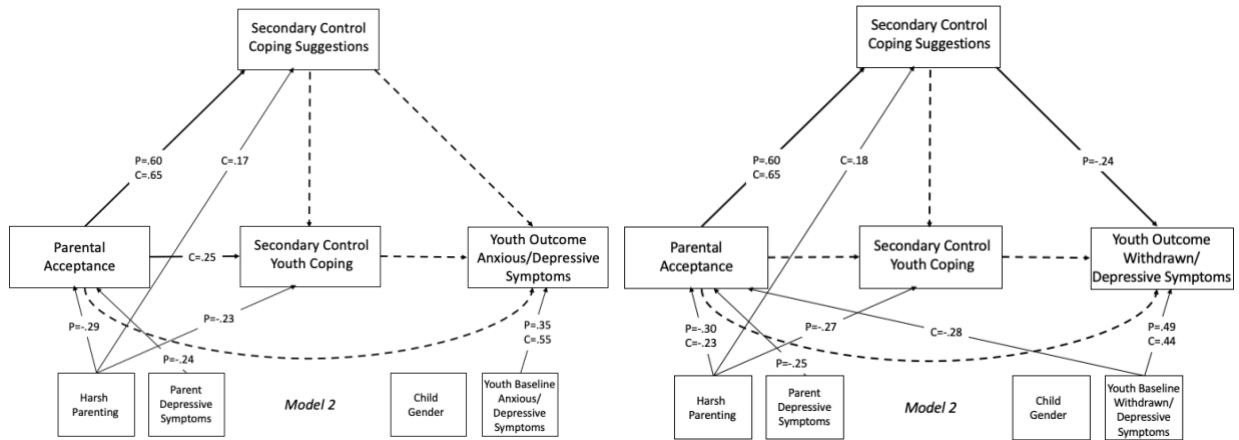 Secondary Control
Coping Suggestions
P=.60
C=.65
C=.17
Parental
Acceptance
C=.25
Secondary Control
Youth Coping
Youth Outcome
Anxious/Depressive
Symptoms
P=-.29
P=-.23
P=-.24
P=.35
C=.55
Harsh
Parenting
Parent
Depressive
Symptoms
Model 2
Child
Gender
Youth Baseline
Anxious/
Depressive
Symptoms
Secondary Control
Coping Suggestions
P=.60
C=.65
C=.18
P=-.24
Parental
Acceptance
Secondary Control
Youth Coping
Youth Outcome
Withdrawn/
Depressive Symptoms
P=-.30
C=-.23
P=-.27
C=-.28
P=-.25
P=.49
C=.44
Harsh
Parenting
Parent
Depressive
Symptoms
Model 2
Child
Gender
Youth Baseline
Withdrawn/
Depressive
Symptoms